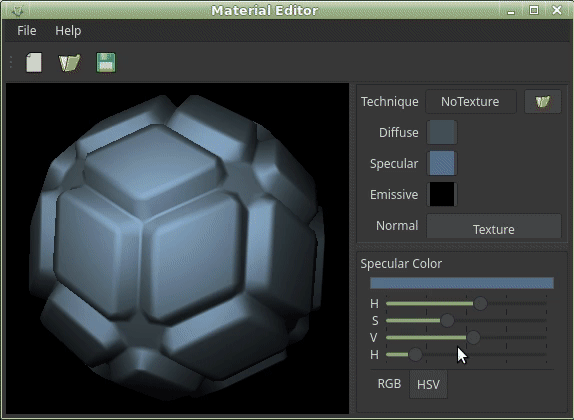 Material Editor
File Help
Technique NoTexture
Diffuse
Specular
Emissive
Normal Texture
Specular Color
H
S
V
H
RGB HSV